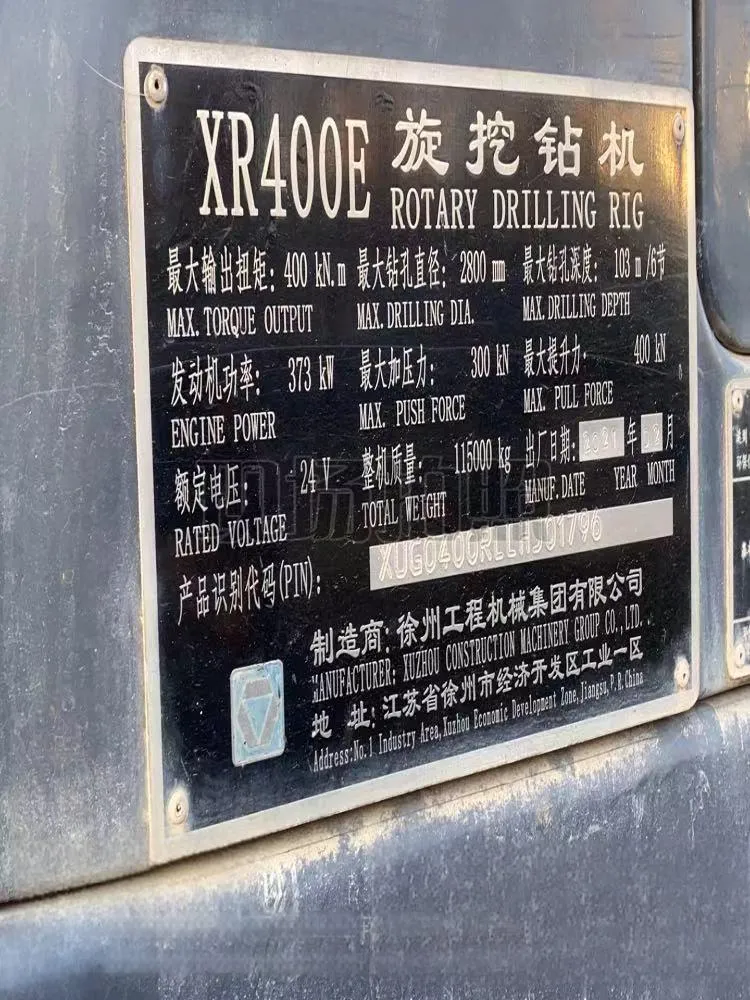 XR400E 旋挖钻机
ROTARY DRILLING RIG
最大输出扭矩: 400 kN.m 最大钻孔直径: 2800 mm 最大钻孔深度: 103 m /6节
MAX. TORQUE OUTPUT MAX. DRILLING DIA. MAX. DRILLING DEPTH
发动机功率: 373 kW 最大加压力: 300 kN 最大提升力: 400 kN
ENGINE POWER MAX. PUSH FORCE MAX. PULL FORCE
额定电压: 24 V 整机质量: 115000 kg 出厂日期: 2021 年 02 月
RATED VOLTAGE TOTAL WEIGHT MANUF. DATE YEAR MONTH
产品识别代码(PIN):
制造商: 徐州工程机械集团有限公司
MANUFACTURER: XUZHOU CONSTRUCTION MACHINERY GROUP CO., LTD.
地 址: 江苏省徐州市经济开发区工业一区
Address:No.1 Industry Area,Xuzhou Economic Development Zone,Jiangsu,P.R.China